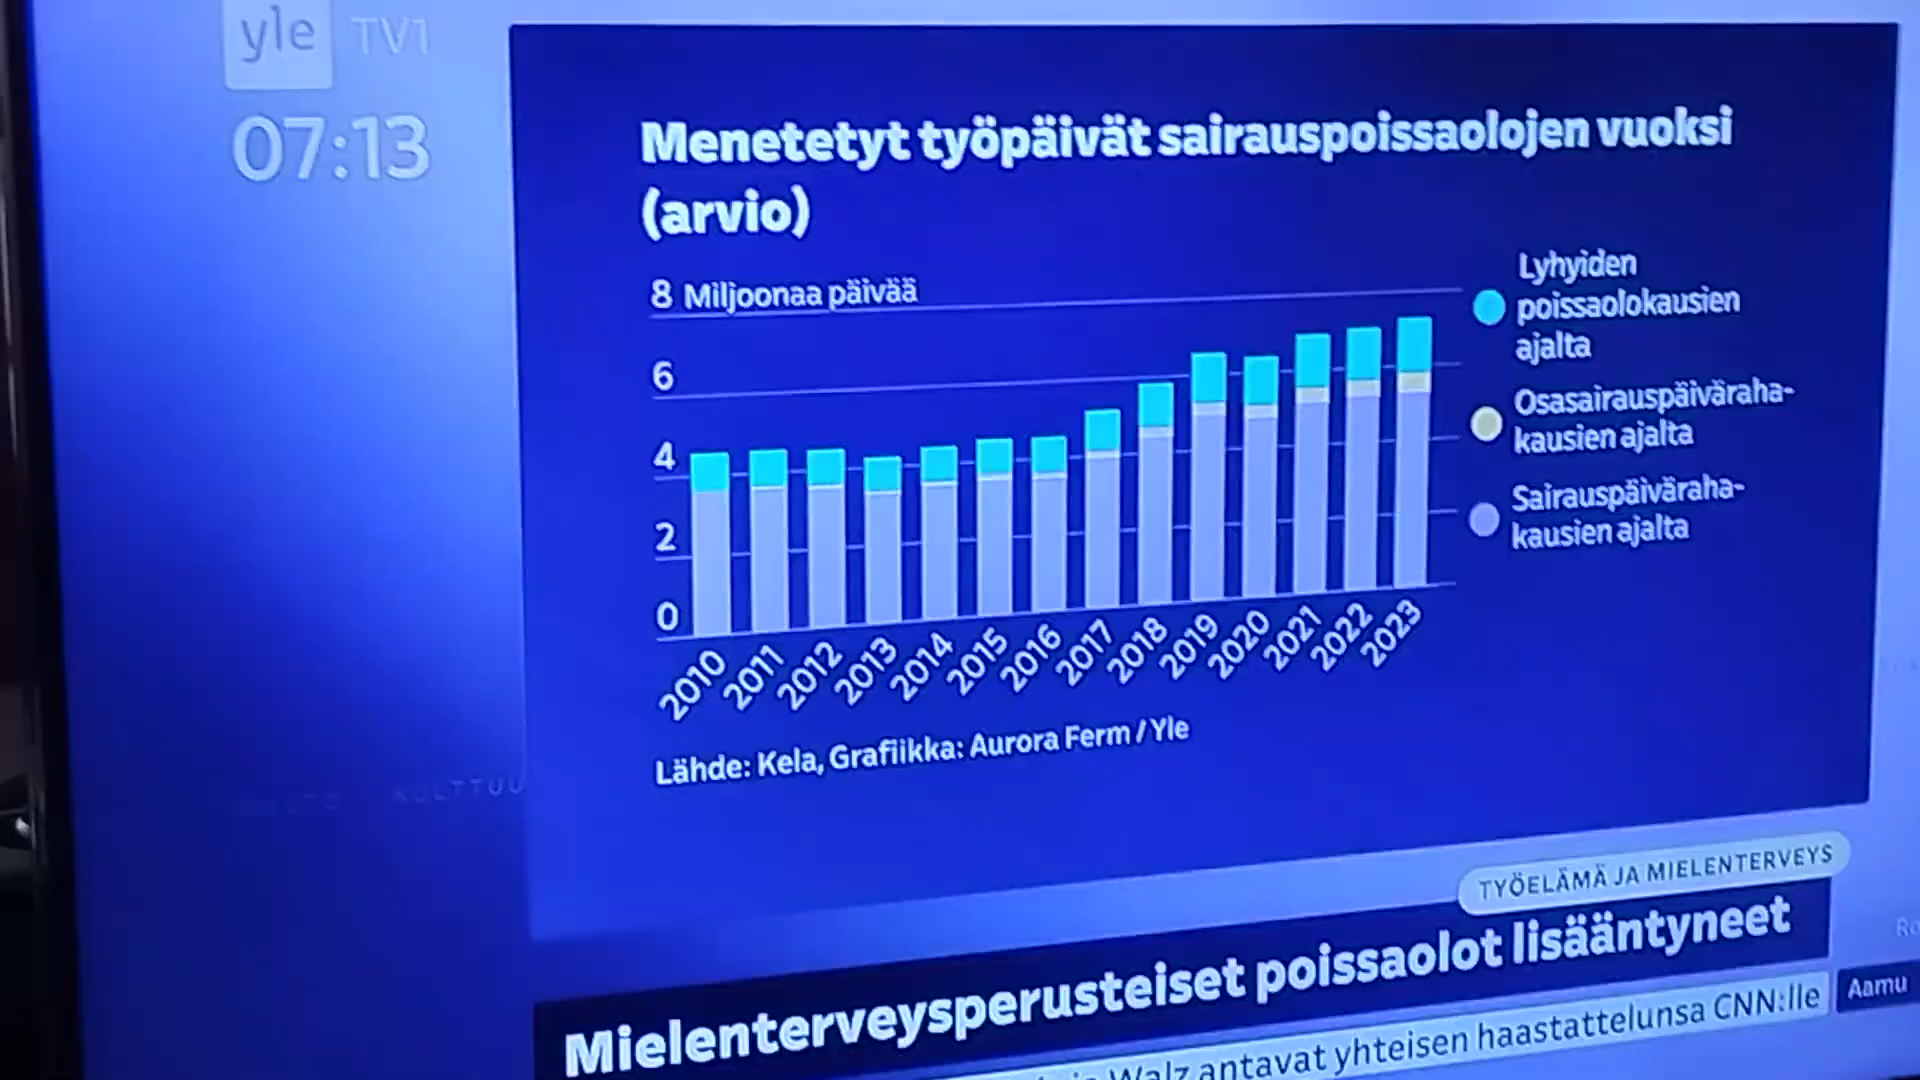 yle TV1
07:13
Menetetyt työpäivät sairauspoissaolojen vuoksi
(arvio)
8 Miljoonaa päivää
6
4
2
0
2010 2011 2012 2013 2014 2015 2016 2017 2018 2019 2020 2021 2022 2023
Lyhyiden
poissaolokausien
ajalta
Osasairauspäiväraha-
kausien ajalta
Sairauspäiväraha-
kausien ajalta
Lähde: Kela, Grafiikka: Aurora Ferm / Yle
TYÖELÄMÄ JA MIELENTERVEYS
Mielenterveysperusteiset poissaolot lisääntyneet
Walz antavat yhteisen haastattelunsa CNN:lle
Aamu